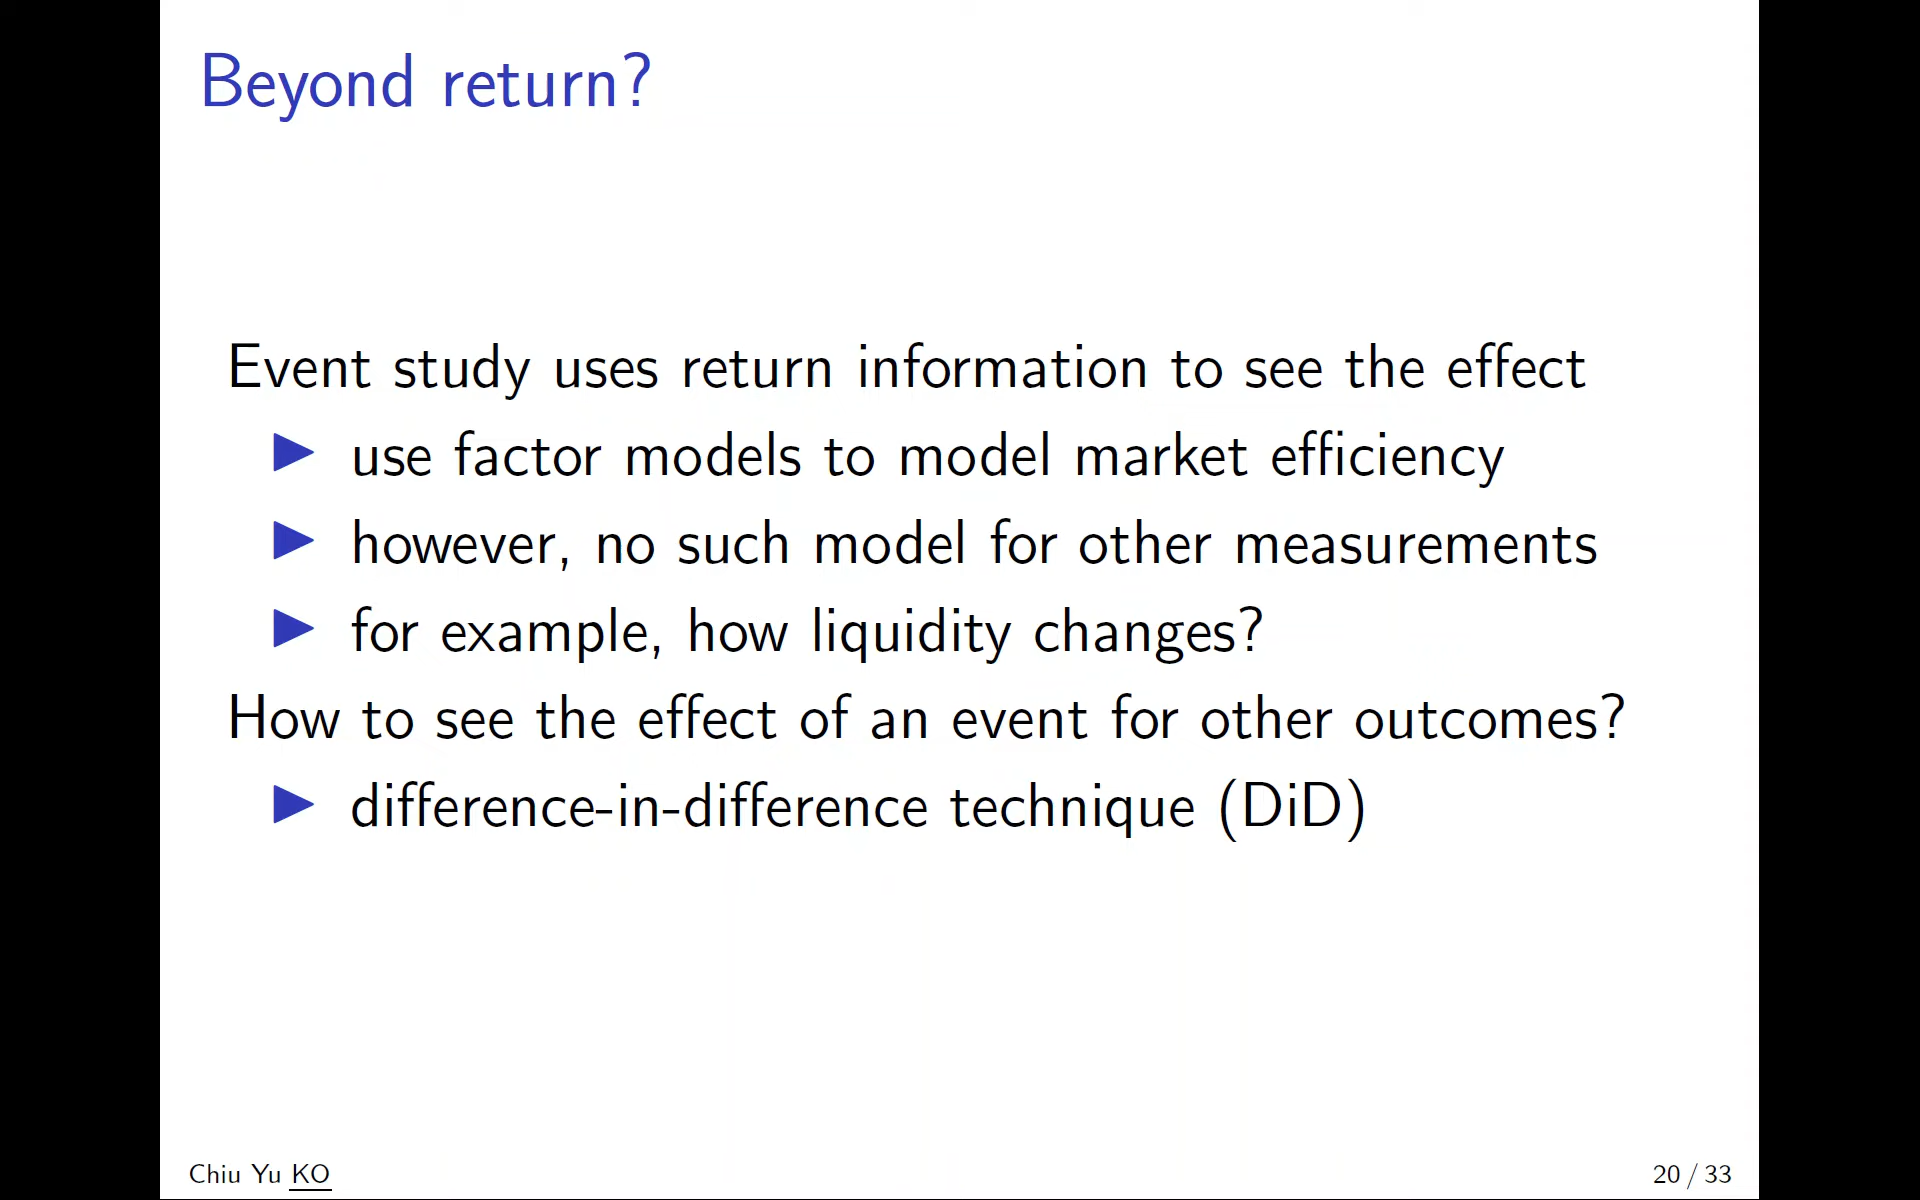 Beyond return?
Event study uses return information to see the effect
▶ use factor models to model market efficiency
▶ however, no such model for other measurements
▶ for example, how liquidity changes?
How to see the effect of an event for other outcomes?
▶ difference-in-difference technique (DiD)
Chiu Yu KO
20 / 33